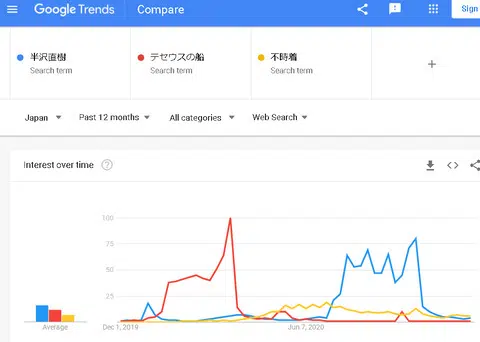 Google Trends Compare Sign
半沢直樹 テセウスの船 不時着
Search term Search term Search term
Japan Past 12 months All categories Web Search
Interest over time
100
75
50
25
Average Dec 1, 2019 Jun 7, 2020